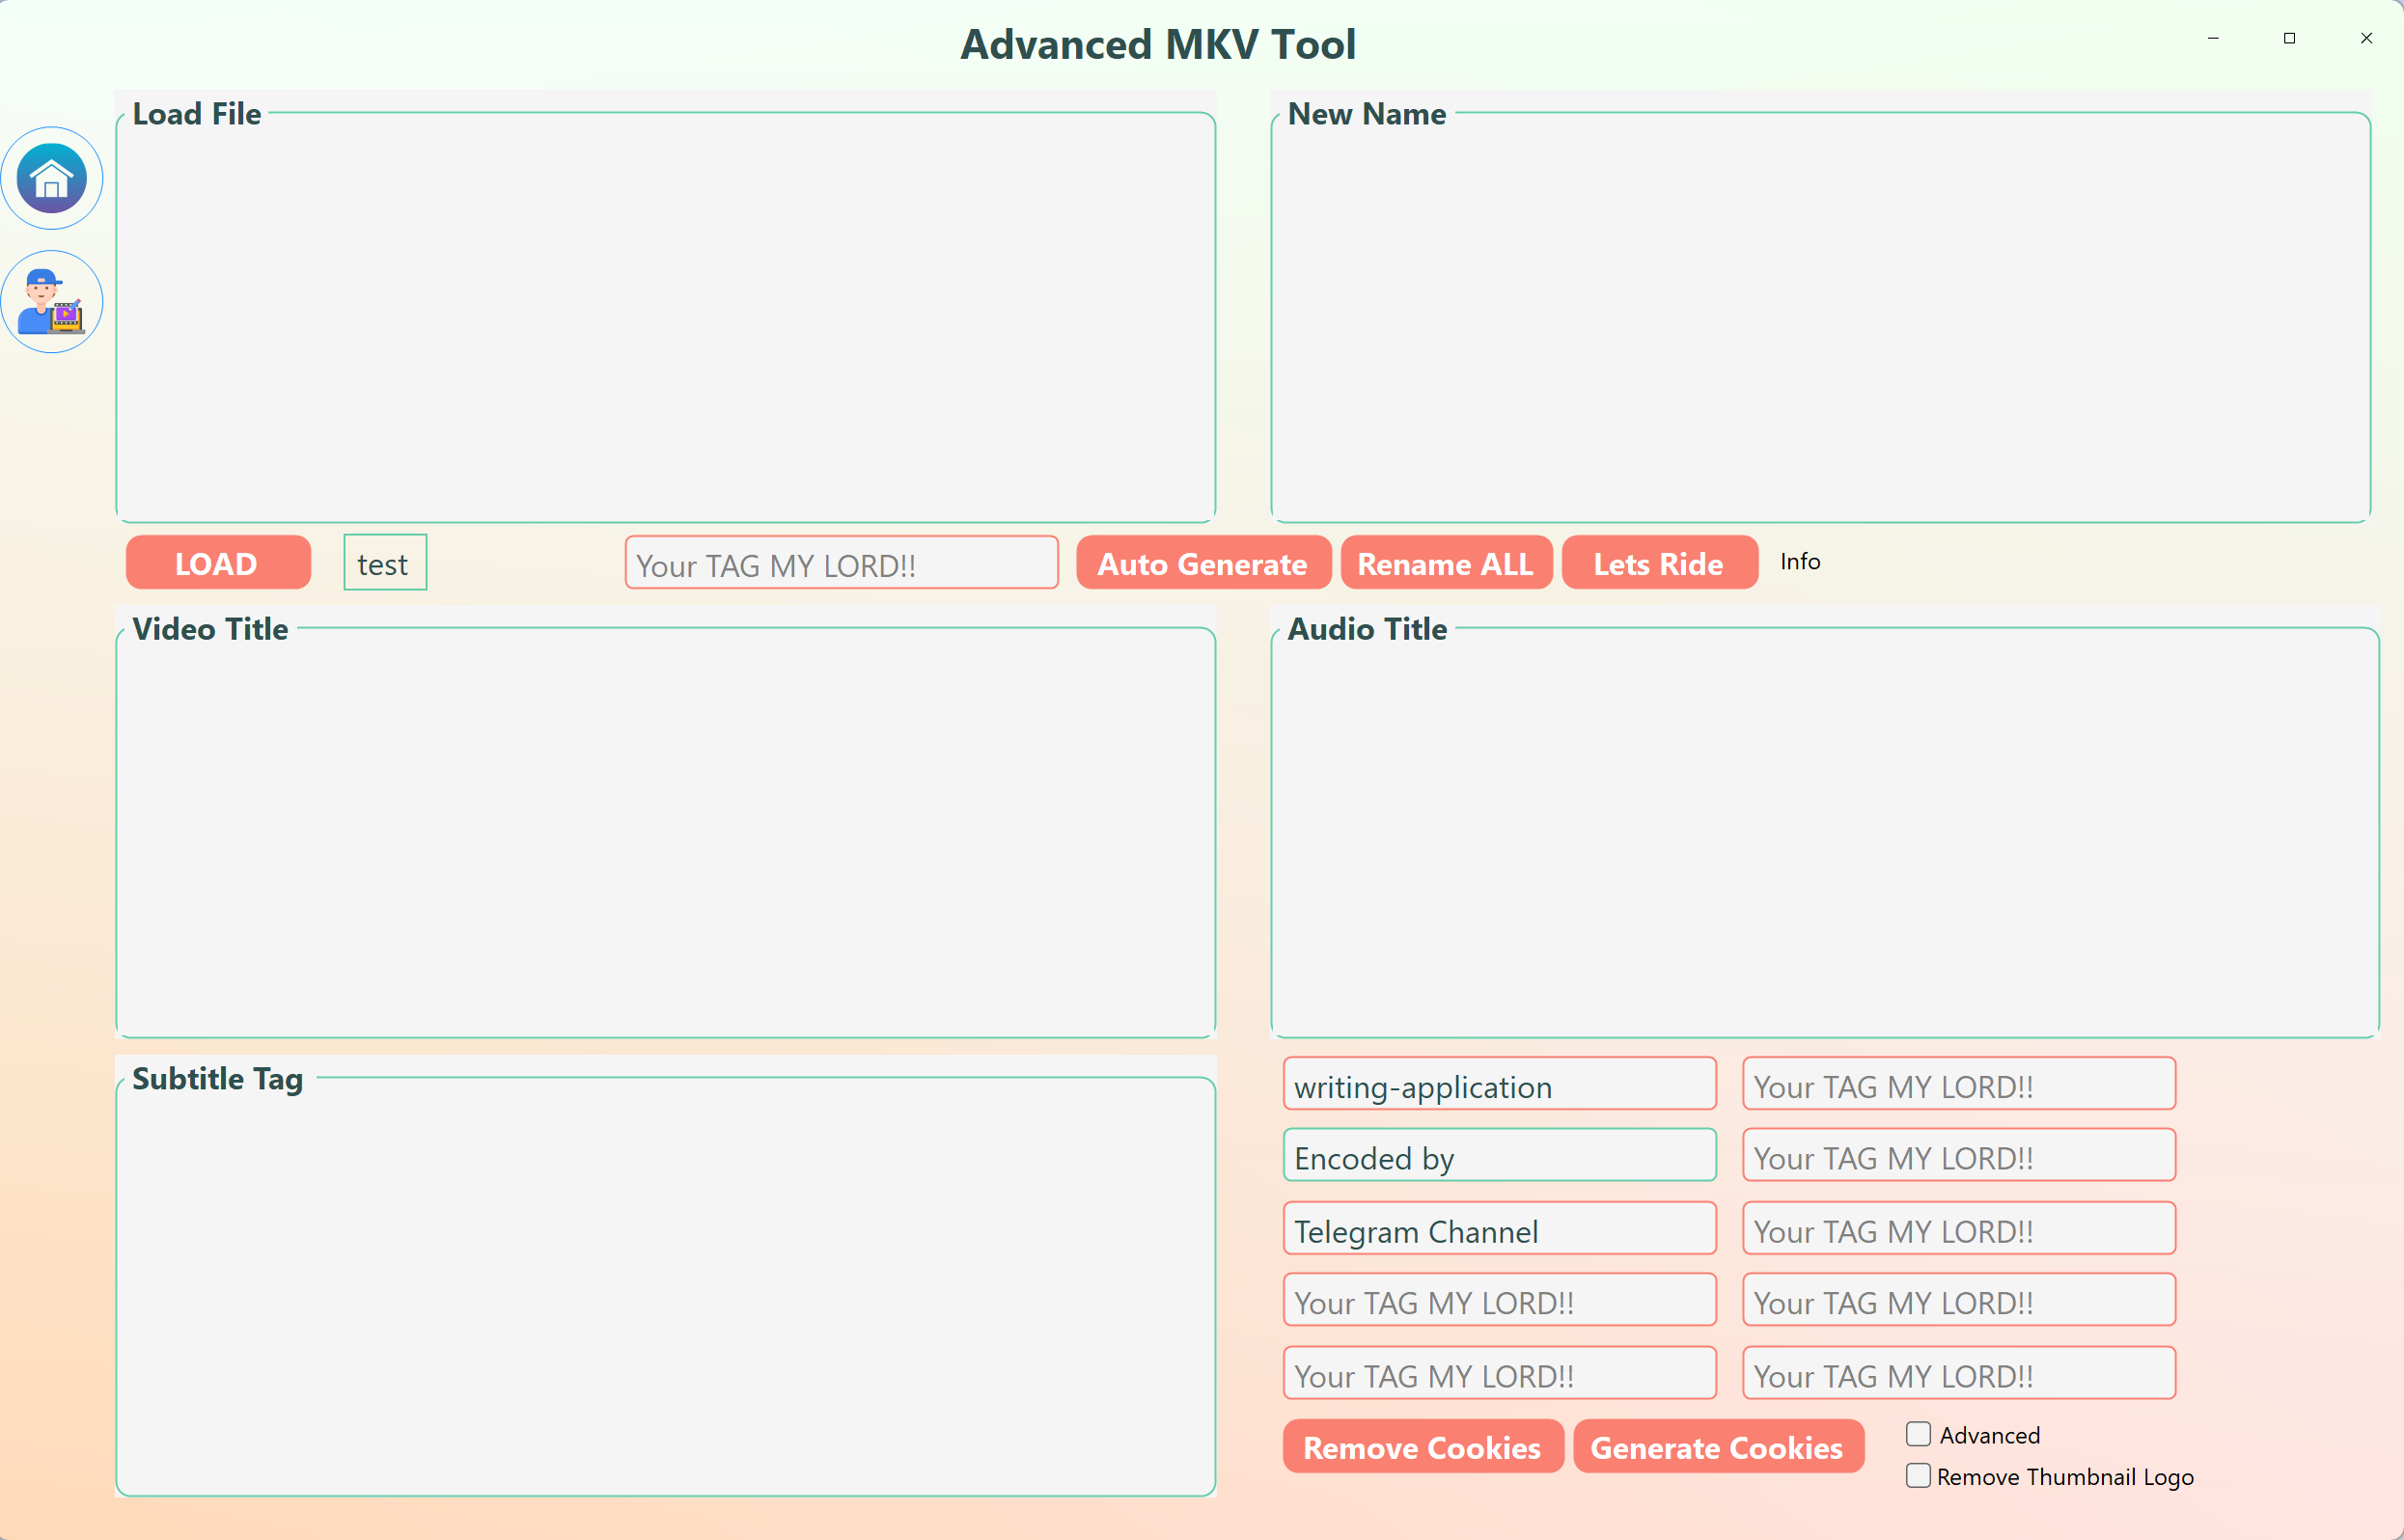 Advanced MKV Tool
Load File
New Name
LOAD
test
Your TAG MY LORD!!
Auto Generate
Rename ALL
Lets Ride
Info
Video Title
Audio Title
Subtitle Tag
writing-application
Your TAG MY LORD!!
Encoded by
Your TAG MY LORD!!
Telegram Channel
Your TAG MY LORD!!
Your TAG MY LORD!!
Your TAG MY LORD!!
Your TAG MY LORD!!
Your TAG MY LORD!!
Remove Cookies
Generate Cookies
Advanced
Remove Thumbnail Logo